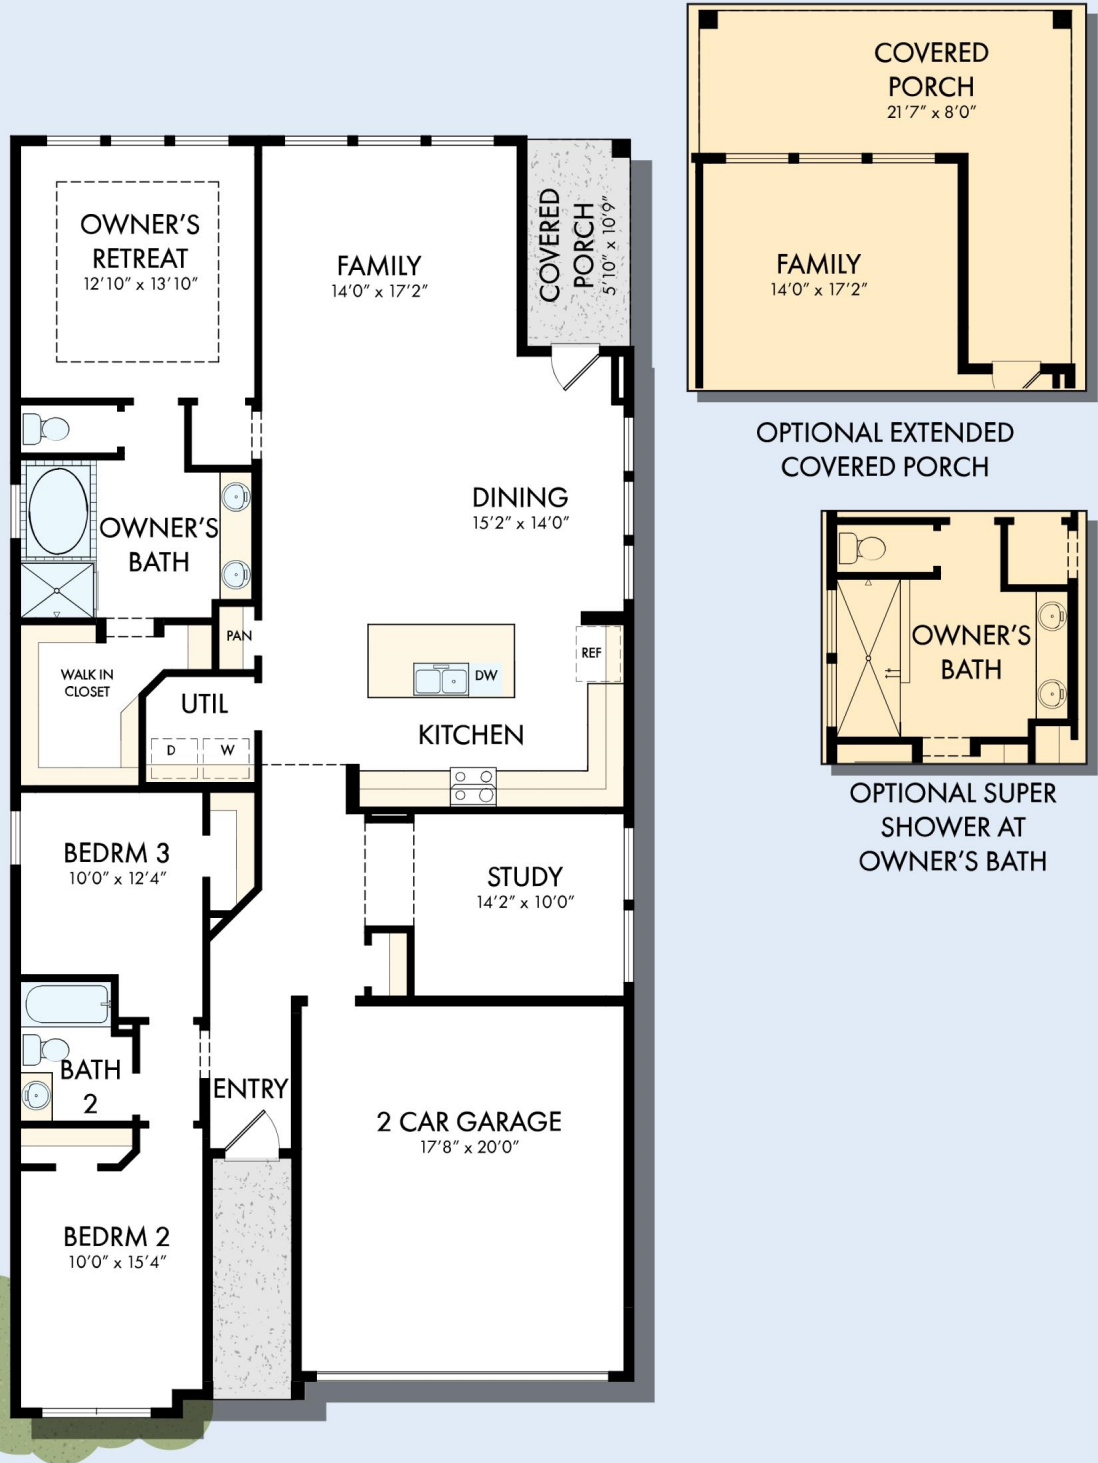 COVERED
PORCH
21'7" x 8'0"
FAMILY
14'0" x 17'2"
OPTIONAL EXTENDED
COVERED PORCH
OWNER'S
RETREAT
12'10" x 13'10"
FAMILY
14'0" x 17'2"
COVERED
PORCH
5'10" x 10'9"
DINING
15'2" x 14'0"
OWNER'S
BATH
PAN
WALK IN
CLOSET
UTIL
D
W
REF
DW
KITCHEN
OWNER'S
BATH
OPTIONAL SUPER
SHOWER AT
OWNER'S BATH
BEDRM 3
10'0" x 12'4"
STUDY
14'2" x 10'0"
BATH
2
ENTRY
2 CAR GARAGE
17'8" x 20'0"
BEDRM 2
10'0" x 15'4"